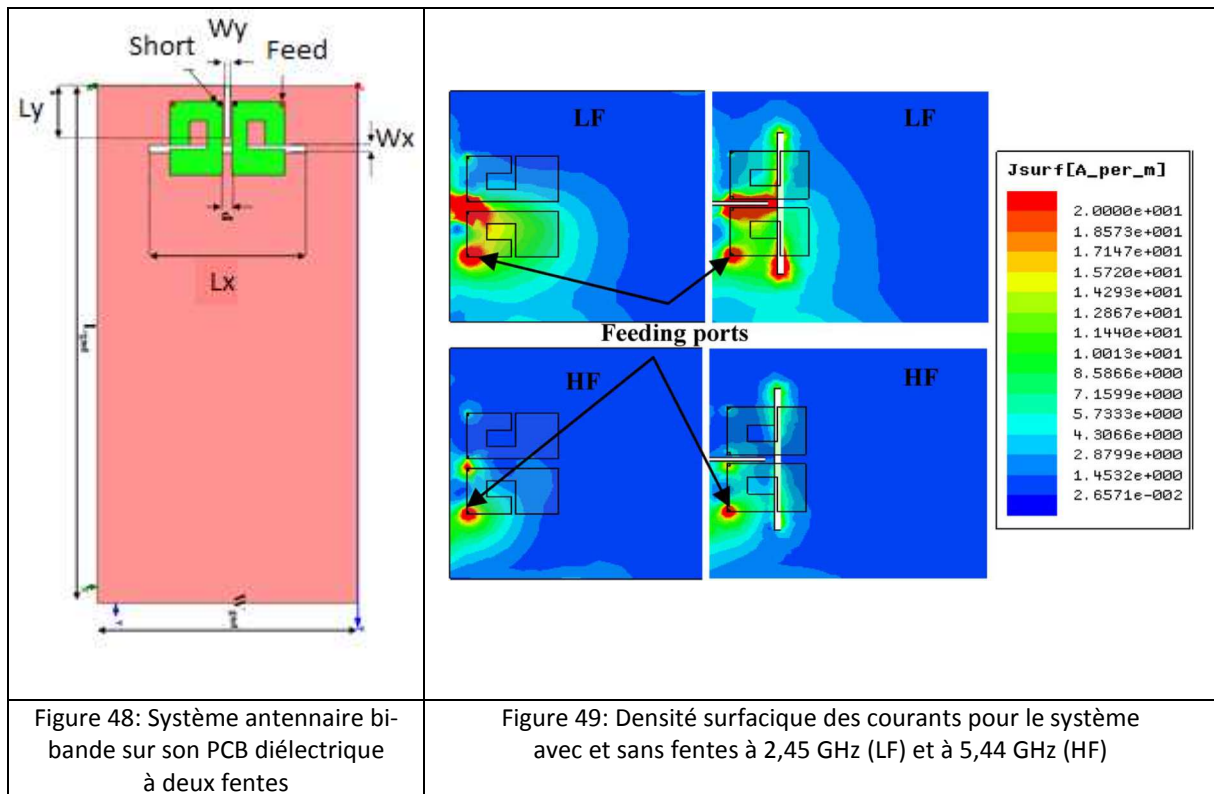 Wy
Short
Feed
Ly
Wx
d
Lx
LF
LF
Feeding ports
HF
HF
Jsurf[A_per_m]
2.0000e+001
1.8573e+001
1.7147e+001
1.5720e+001
1.4293e+001
1.2867e+001
1.1440e+001
1.0013e+001
8.5866e+000
7.1599e+000
5.7333e+000
4.3066e+000
2.8799e+000
1.4532e+000
2.6571e-002
Figure 48: Système antennaire bi-
bande sur son PCB diélectrique
à deux fentes
Figure 49: Densité surfacique des courants pour le système
avec et sans fentes à 2,45 GHz (LF) et à 5,44 GHz (HF)